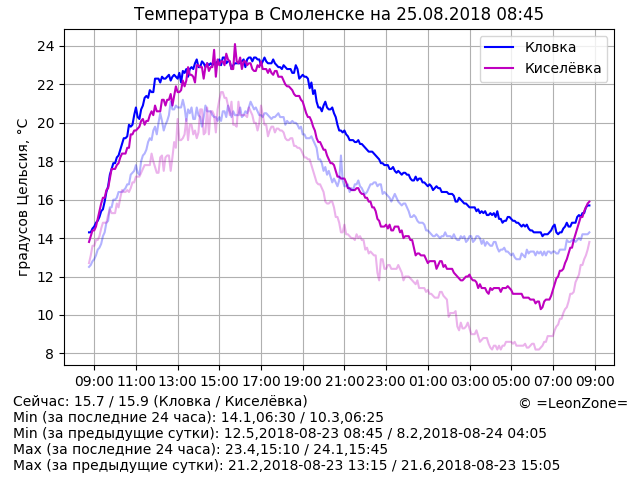 Температура в Смоленске на 25.08.2018 08:45
Кловка
Киселёвка
градусов Цельсия, °C
24
22
20
18
16
14
12
10
8
09:00 11:00 13:00 15:00 17:00 19:00 21:00 23:00 01:00 03:00 05:00 07:00 09:00
Сейчас: 15.7 / 15.9 (Кловка / Киселёвка)
© =LeonZone=
Min (за последние 24 часа): 14.1,06:30 / 10.3,06:25
Min (за предыдущие сутки): 12.5,2018-08-23 08:45 / 8.2,2018-08-24 04:05
Max (за последние 24 часа): 23.4,15:10 / 24.1,15:45
Max (за предыдущие сутки): 21.2,2018-08-23 13:15 / 21.6,2018-08-23 15:05